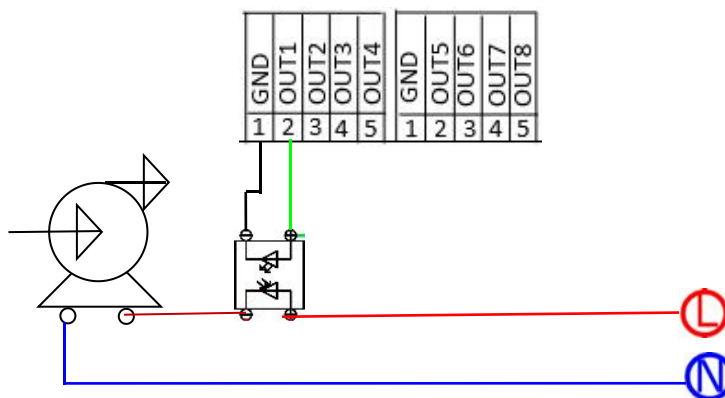 GND OUT1 OUT2 OUT3 OUT4 GND OUT5 OUT6 OUT7 OUT8
1 2 3 4 5 1 2 3 4 5
L
N